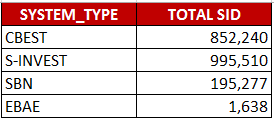 SYSTEM_TYPE TOTAL SID
CBEST 852,240
S-INVEST 995,510
SBN 195,277
EBAE 1,638